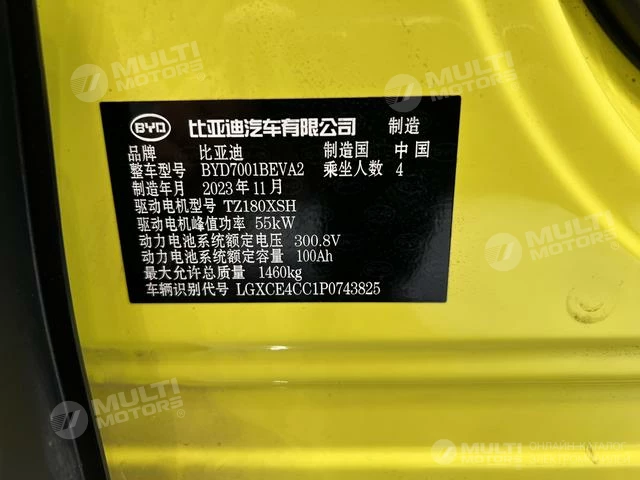 BYD 比亚迪汽车有限公司 制造
品牌 比亚迪 制造国 中国
整车型号 BYD7001BEVA2 乘坐人数 4
制造年月 2023年11月
驱动电机型号 TZ180XSH
驱动电机峰值功率 55kW
动力电池系统额定电压 300.8V
动力电池系统额定容量 100Ah
最大允许总质量 1460kg
车辆识别代号 LGXCE4CC1P0743825
MULTI MOTORS
MULTI MOTORS
MULTI MOTORS
MULTI MOTORS
MULTI ОНЛАЙН-КАТАЛОГ